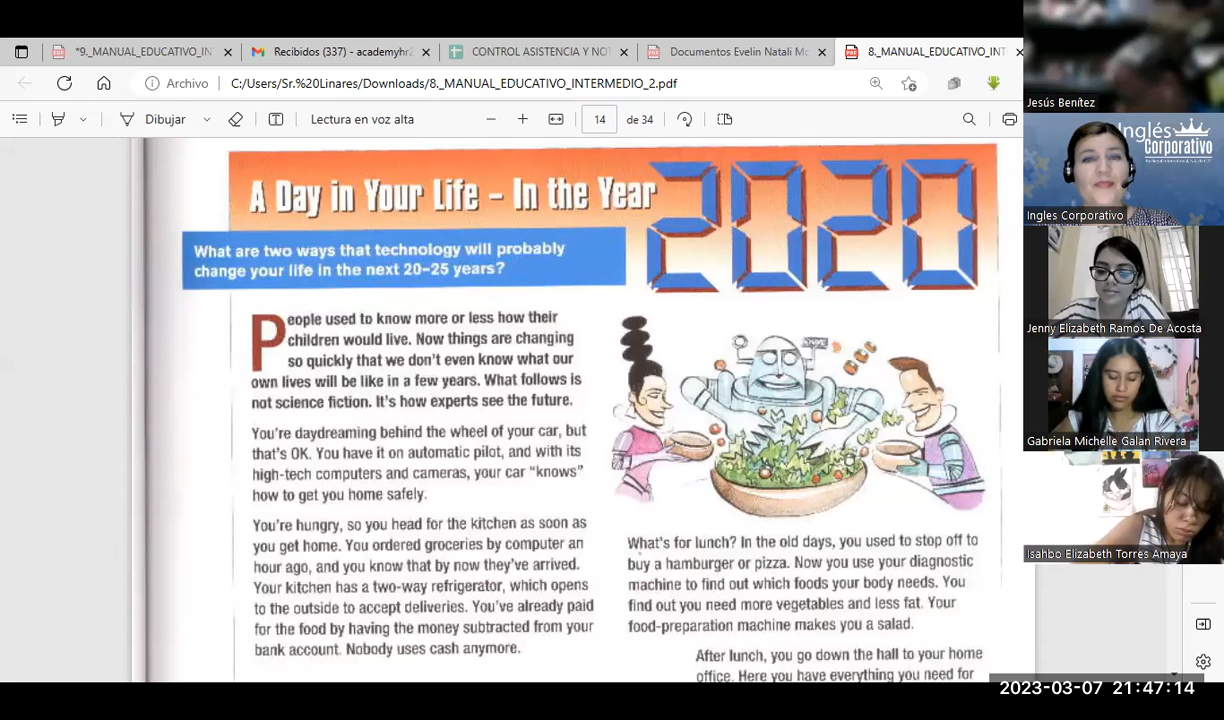 *9._MANUAL_EDUCATIVO_IN
Recibidos (337) - academyhr
CONTROL ASISTENCIA Y NO
Documentos Evelin Natali Mo
8._MANUAL_EDUCATIVO_INT
Archivo
C:/Users/Sr.%20Linares/Downloads/8._MANUAL_EDUCATIVO_INTERMEDIO_2.pdf
Dibujar
Lectura en voz alta
14
de 34
A Day in Your Life – In the Year 2020
What are two ways that technology will probably
change your life in the next 20–25 years?
People used to know more or less how their
children would live. Now things are changing
so quickly that we don't even know what our
own lives will be like in a few years. What follows is
not science fiction. It's how experts see the future.
You're daydreaming behind the wheel of your car, but
that's OK. You have it on automatic pilot, and with its
high-tech computers and cameras, your car "knows"
how to get you home safely.
You're hungry, so you head for the kitchen as soon as
you get home. You ordered groceries by computer an
hour ago, and you know that by now they've arrived.
Your kitchen has a two-way refrigerator, which opens
to the outside to accept deliveries. You've already paid
for the food by having the money subtracted from your
bank account. Nobody uses cash anymore.
What's for lunch? In the old days, you used to stop off to
buy a hamburger or pizza. Now you use your diagnostic
machine to find out which foods your body needs. You
find out you need more vegetables and less fat. Your
food-preparation machine makes you a salad.
After lunch, you go down the hall to your home
office. Here you have everything you need for
Jesús Benítez
Inglés
Corporativo
Ingles Corporativo
Jenny Elizabeth Ramos De Acosta
Gabriela Michelle Galan Rivera
Isahbo Elizabeth Torres Amaya
2023-03-07 21:47:14